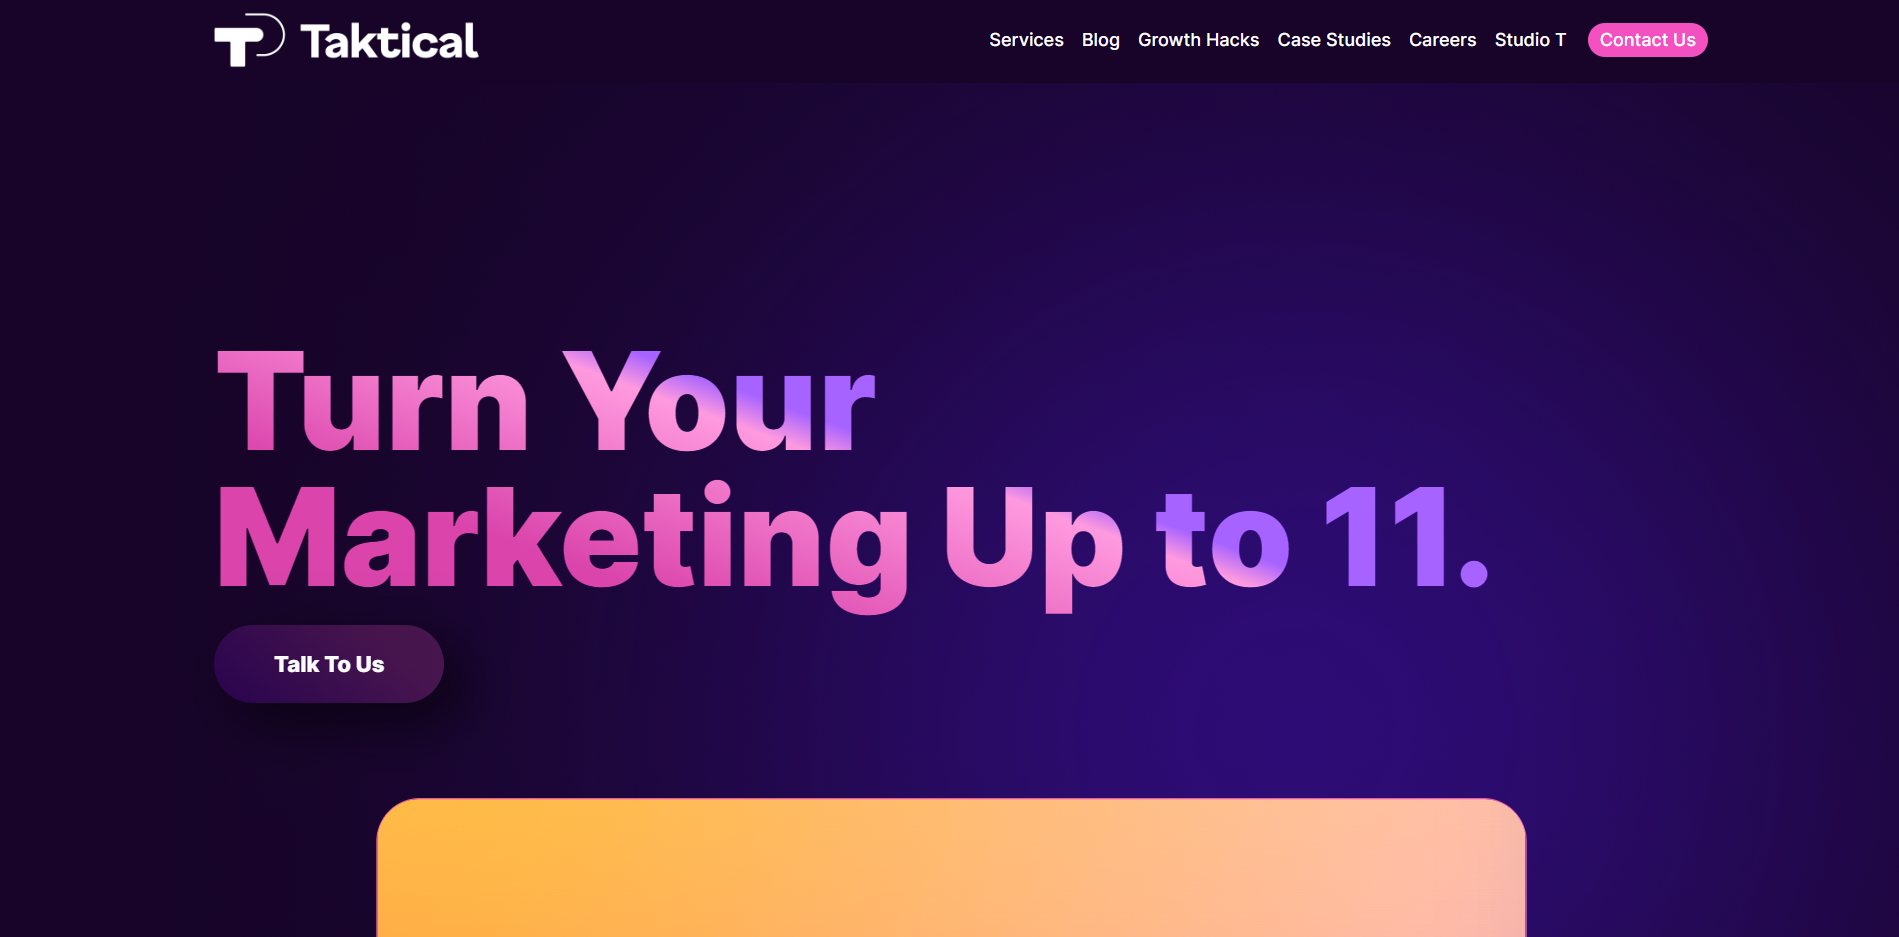 Taktical
Services Blog Growth Hacks Case Studies Careers Studio T Contact Us
Turn Your
Marketing Up to 11.
Talk To Us